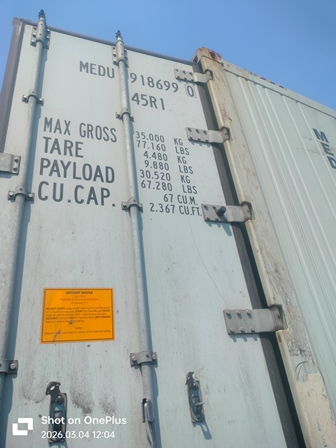 MEDU 918699 0
45R1
MAX GROSS 35.000 KG
77.160 LBS
TARE 4.480 KG
9.880 LBS
PAYLOAD 30.520 KG
67.280 LBS
CU.CAP. 67 CU.M.
2.367 CU.FT.
M
Shot on OnePlus
2026.03.04 12:04